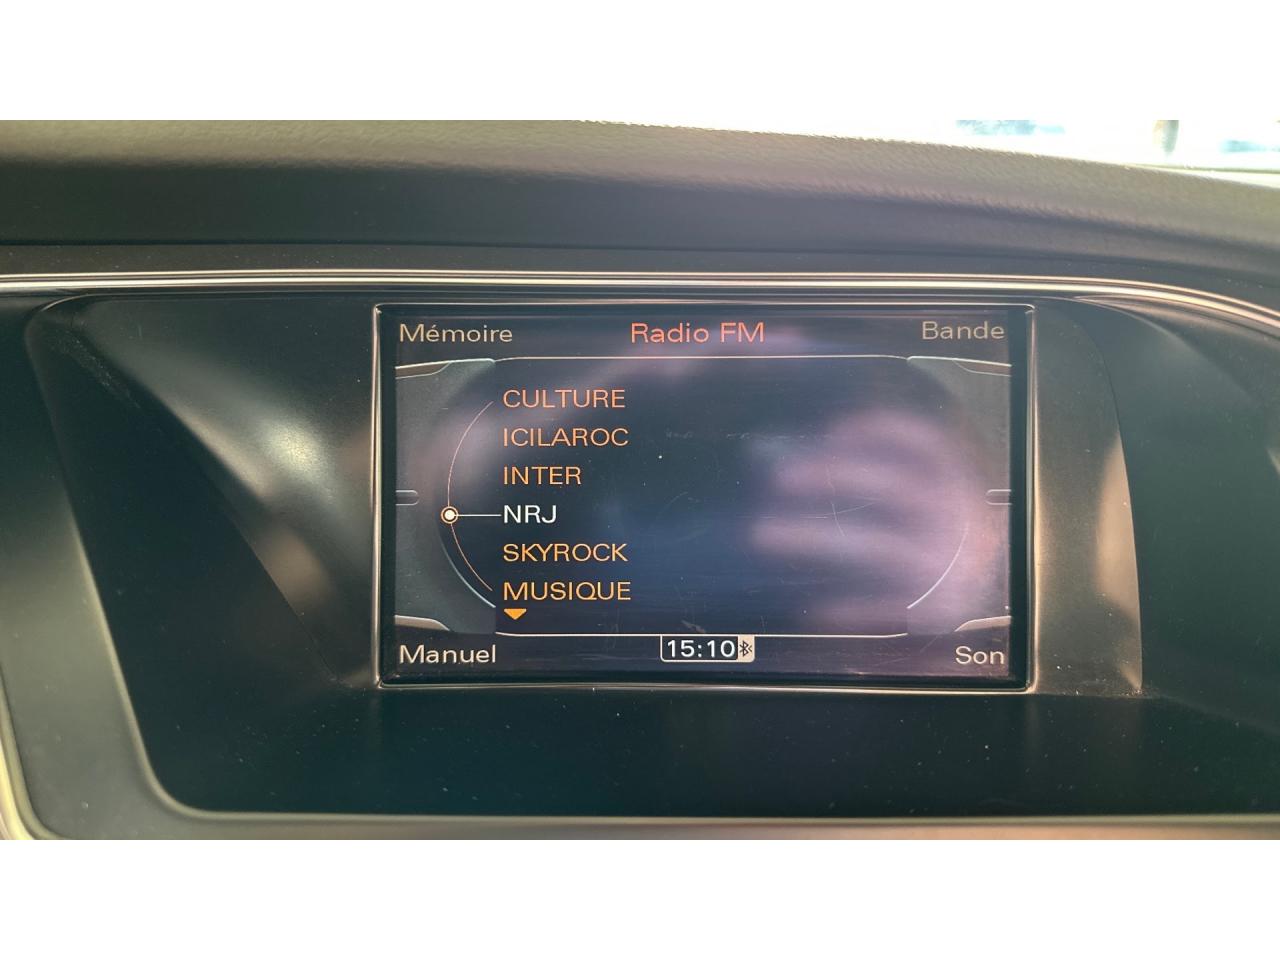 Mémoire Radio FM Bande
CULTURE
ICILAROC
INTER
NRJ
SKYROCK
MUSIQUE
Manuel 15:10 Son